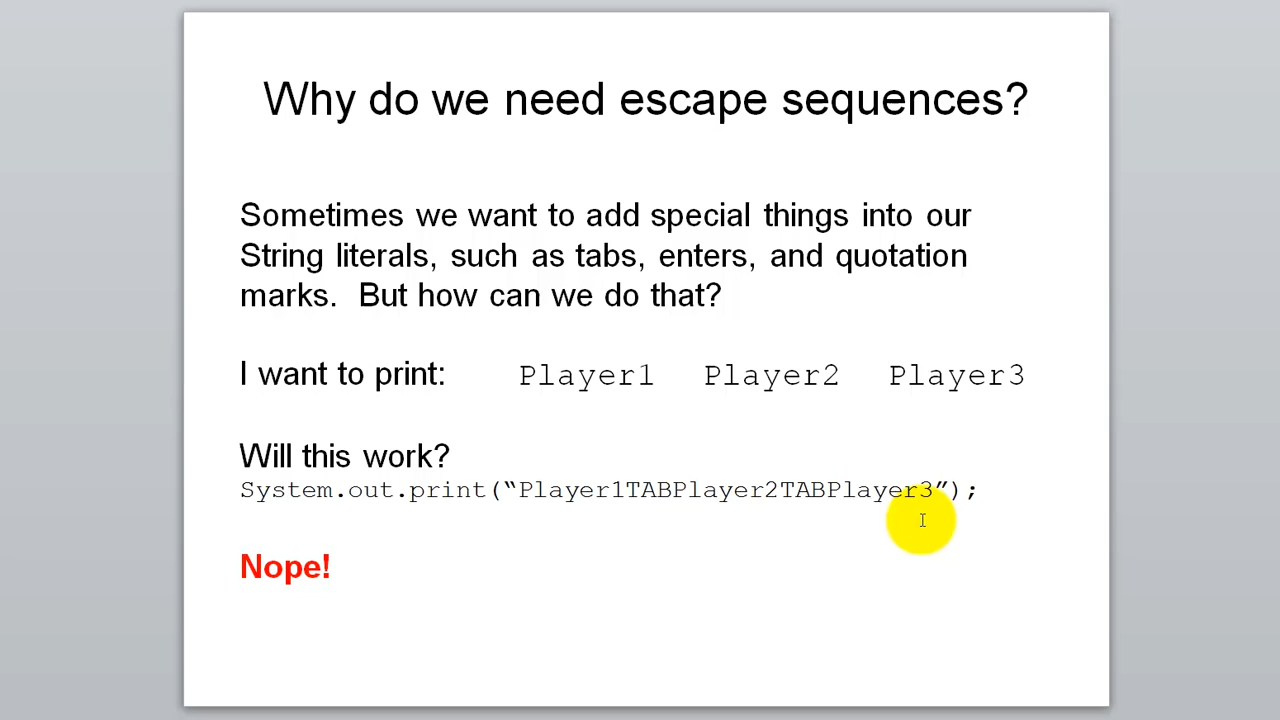 Why do we need escape sequences?
Sometimes we want to add special things into our
String literals, such as tabs, enters, and quotation
marks.  But how can we do that?
I want to print: Player1 Player2 Player3
Will this work?
System.out.print(“Player1TABPlayer2TABPlayer3”);
Nope!